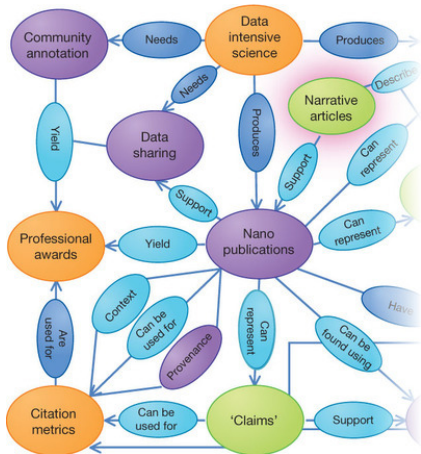 Community
annotation
Needs
Data
intensive
science
Produces
Needs
Describe
Narrative
articles
Yield
Data
sharing
Produces
Can
represent
Support
Support
Professional
awards
Yield
Nano
publications
Can
represent
Context
Can be
used for
Provenance
Can
represent
Have
Can be
found using
Are
used for
Citation
metrics
Can be
used for
'Claims'
Support